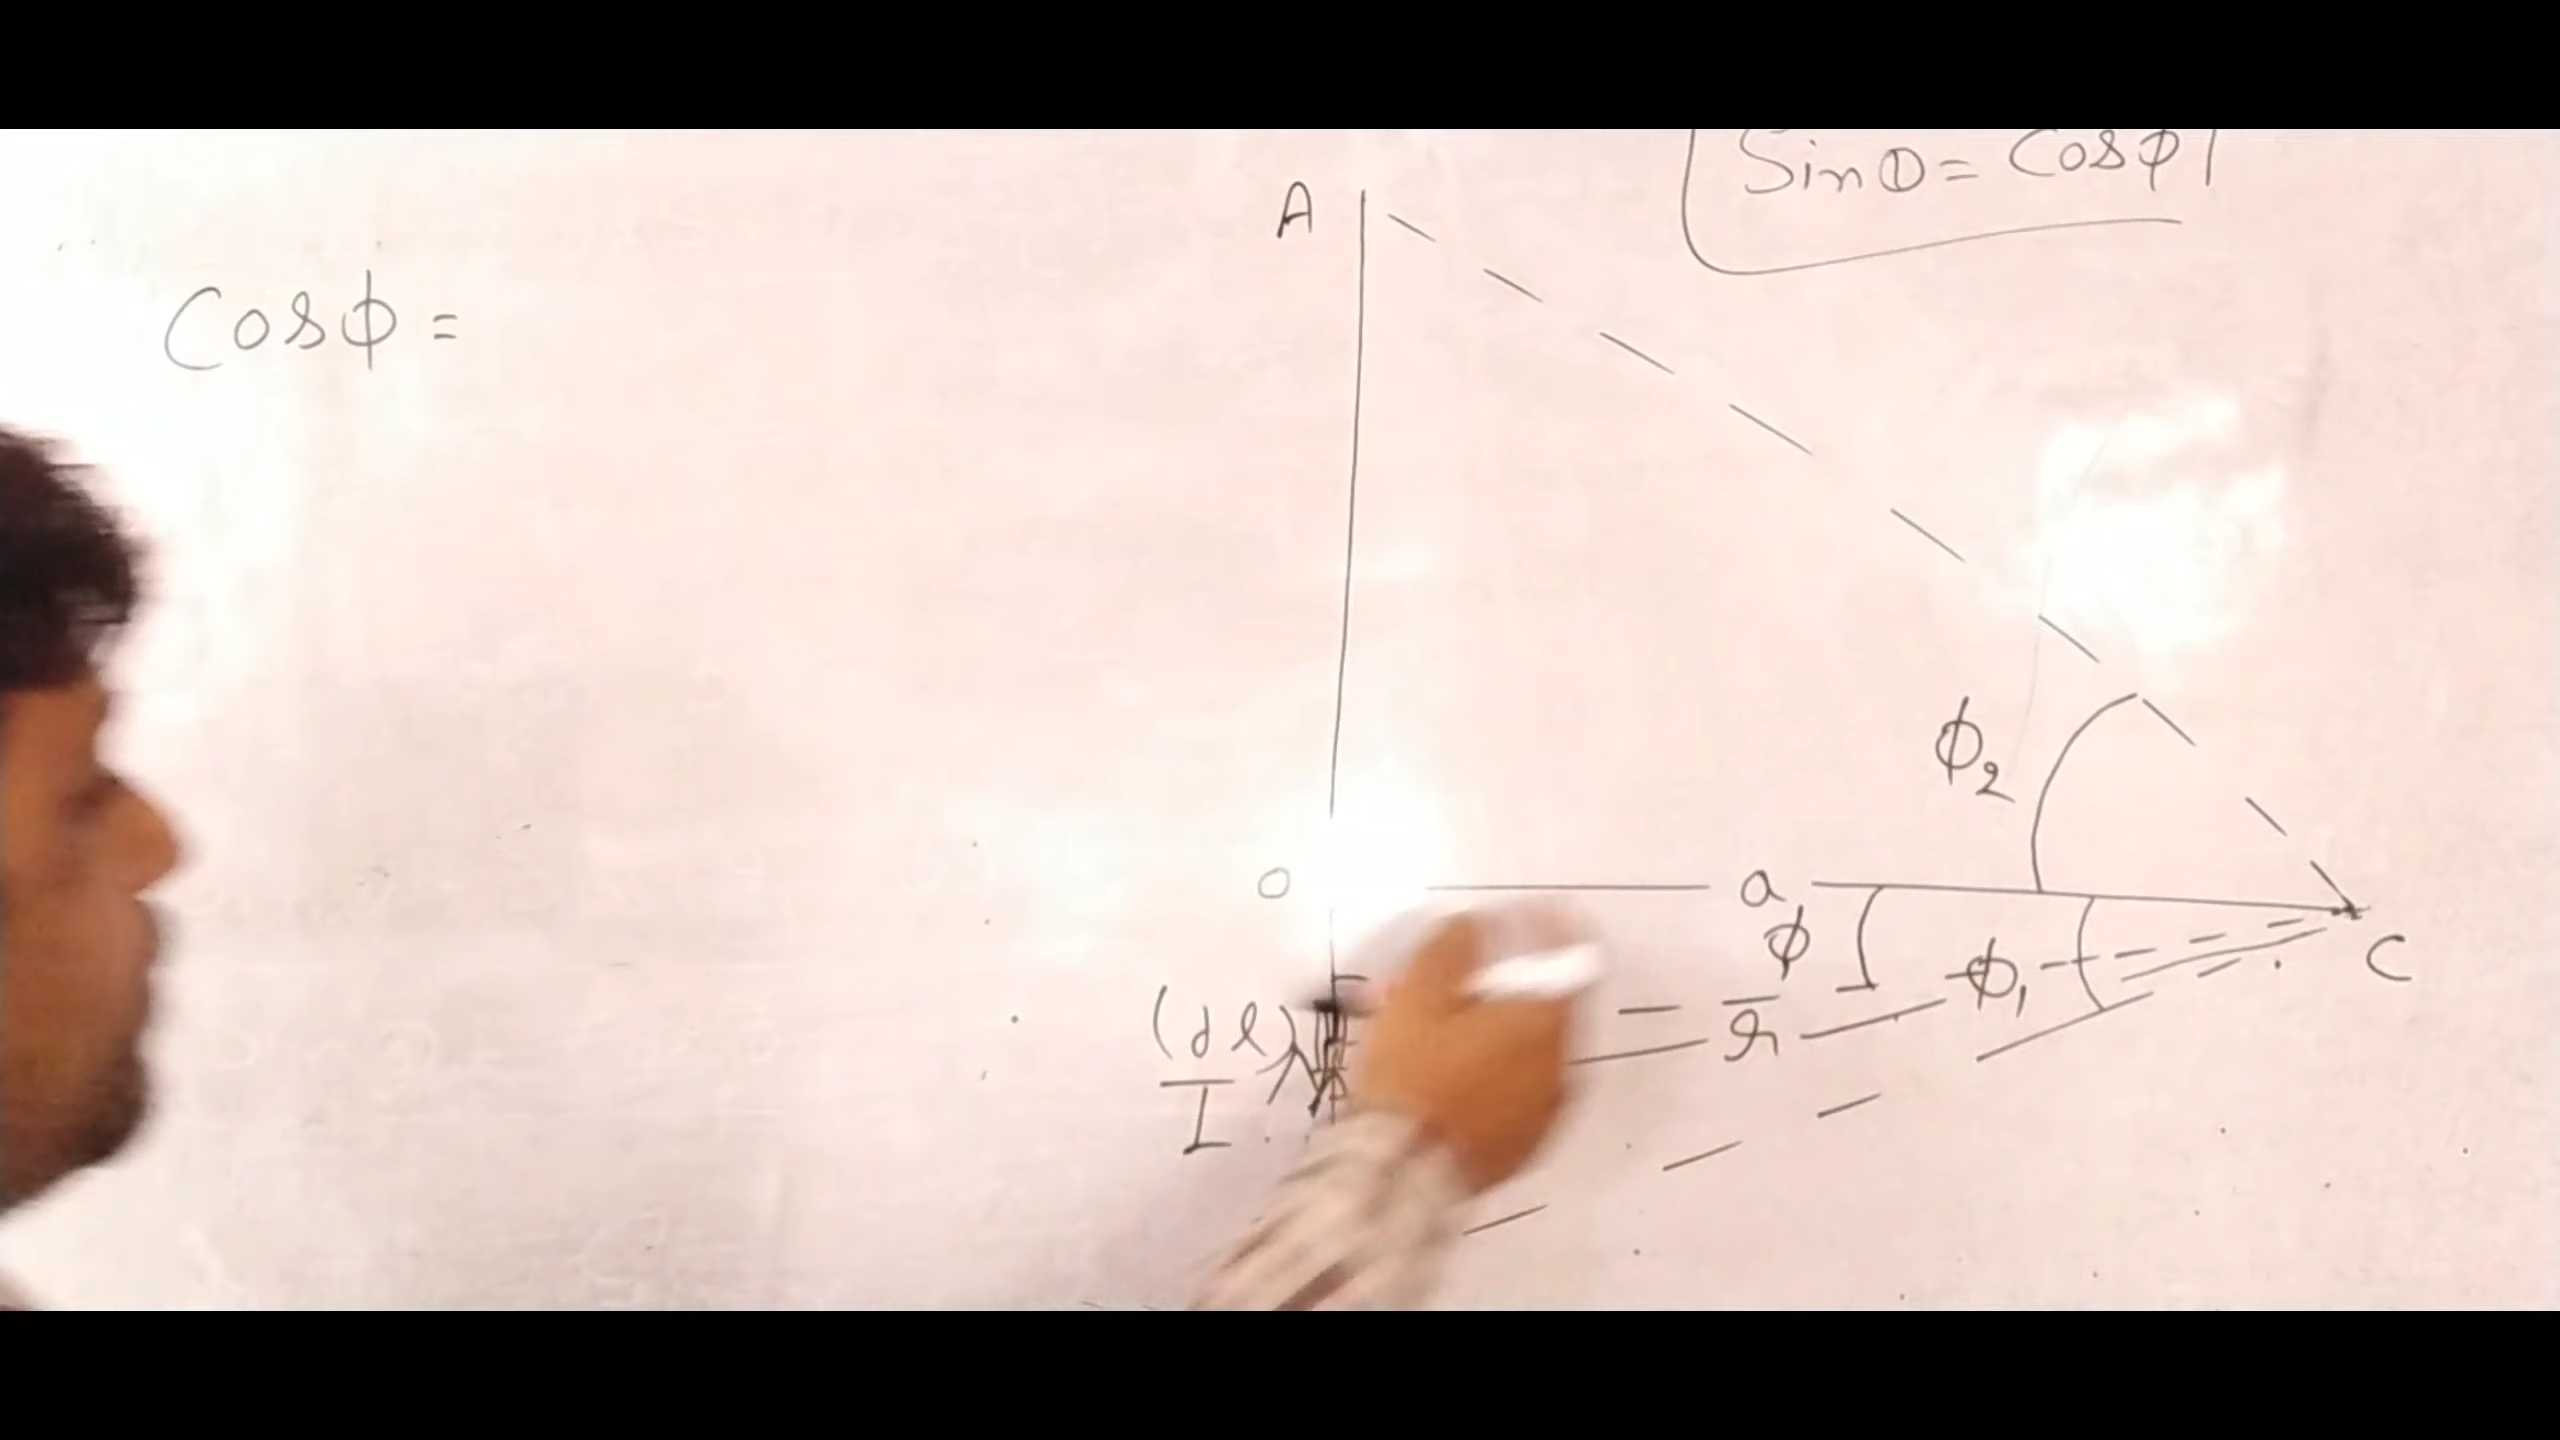 Sin θ = Cos φ
A
Cos φ =
φ2
O
a
φ
C
φ1
(dl)
r
I